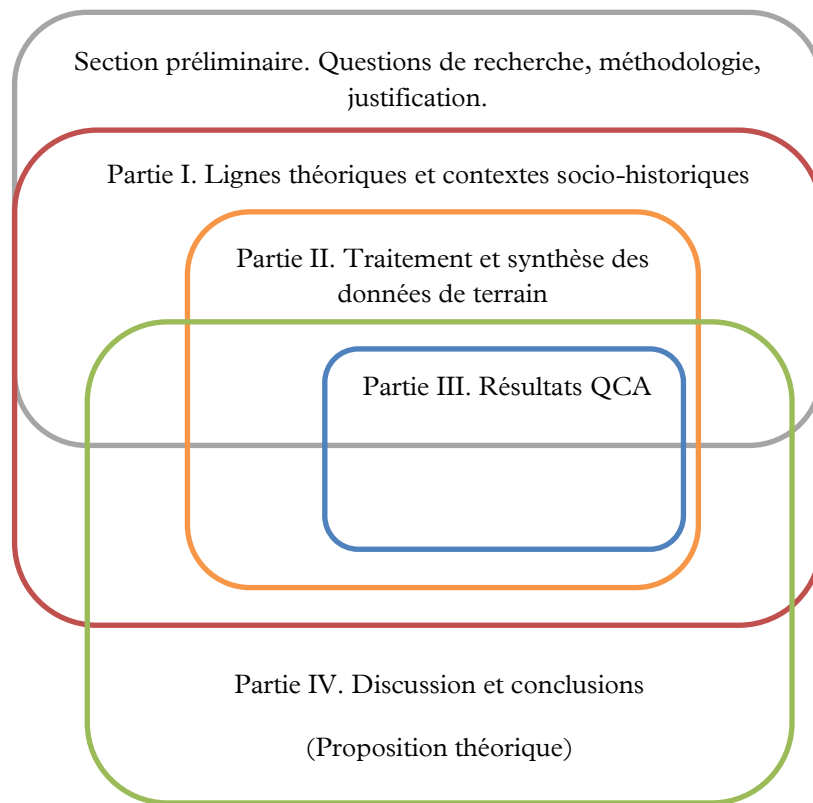 Section préliminaire. Questions de recherche, méthodologie,
justification.
Partie I. Lignes théoriques et contextes socio-historiques
Partie II. Traitement et synthèse des
données de terrain
Partie III. Résultats QCA
Partie IV. Discussion et conclusions
(Proposition théorique)